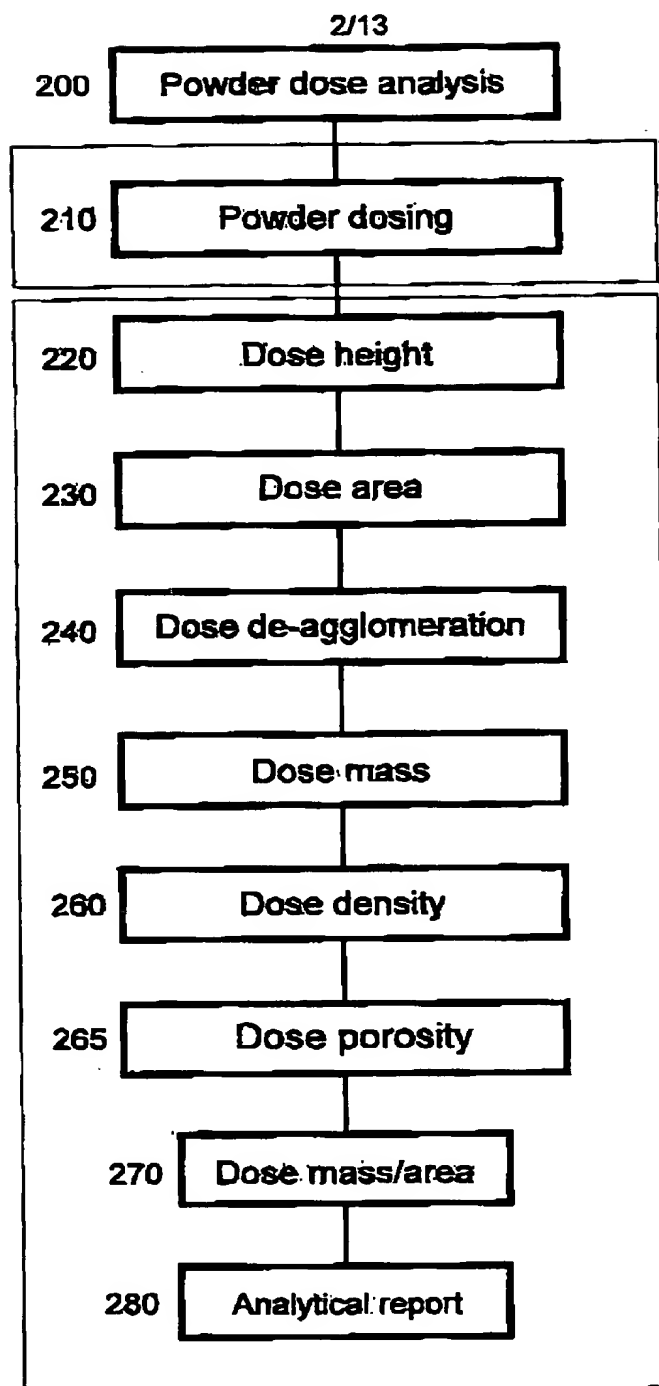 2/13
200 Powder dose analysis
210 Powder dosing
220 Dose height
230 Dose area
240 Dose de-agglomeration
250 Dose mass
260 Dose density
265 Dose porosity
270 Dose mass/area
280 Analytical report